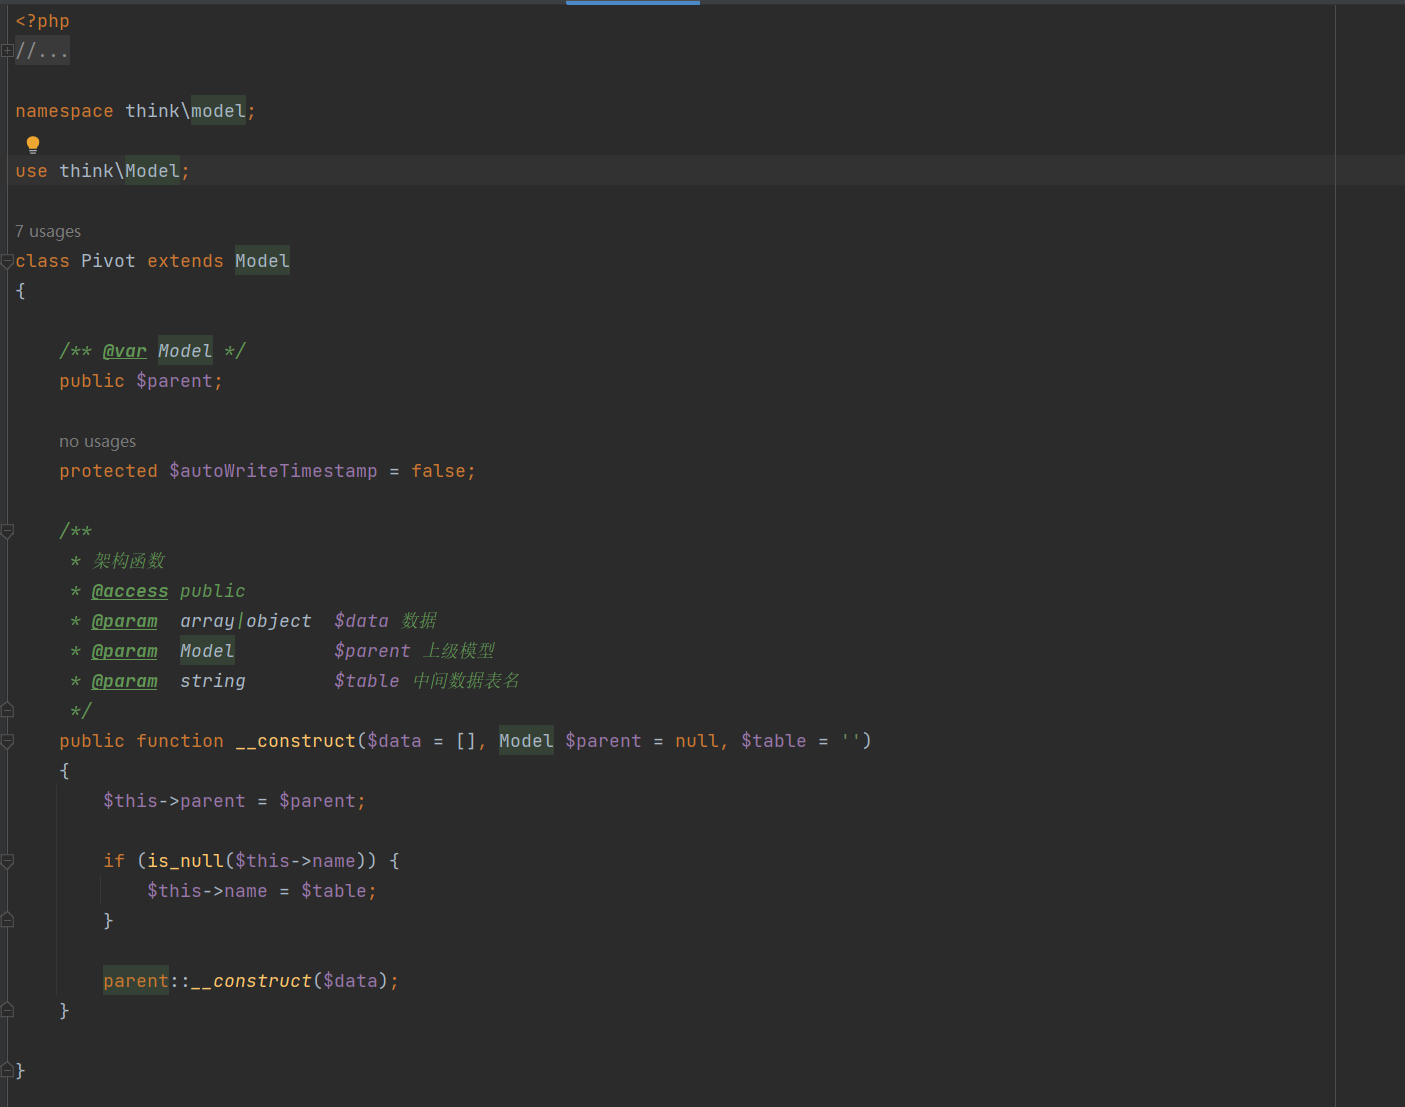 <?php
//...
namespace think\model;
use think\Model;
7 usages
class Pivot extends Model
{
/** @var Model */
public $parent;
no usages
protected $autoWriteTimestamp = false;
/**
* 架构函数
* @access public
* @param  array|object  $data 数据
* @param  Model         $parent 上级模型
* @param  string        $table 中间数据表名
*/
public function __construct($data = [], Model $parent = null, $table = '')
{
$this->parent = $parent;
if (is_null($this->name)) {
$this->name = $table;
}
parent::__construct($data);
}
}